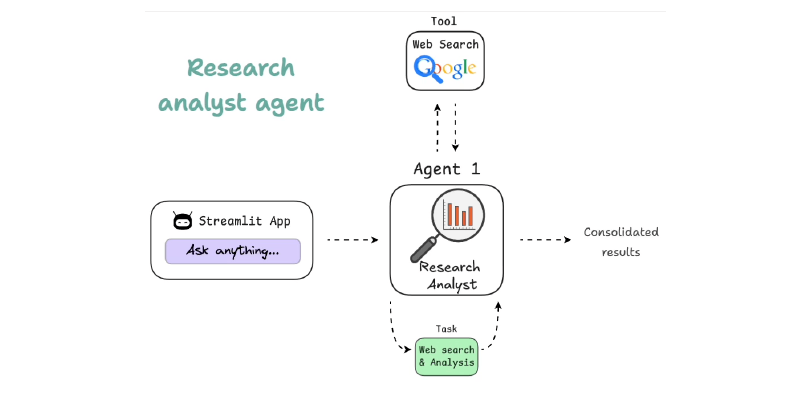 Tool
Web Search
Google
Research
analyst agent
Agent 1
Streamlit App
Ask anything...
Research
Analyst
Consolidated
results
Task
Web search
& Analysis